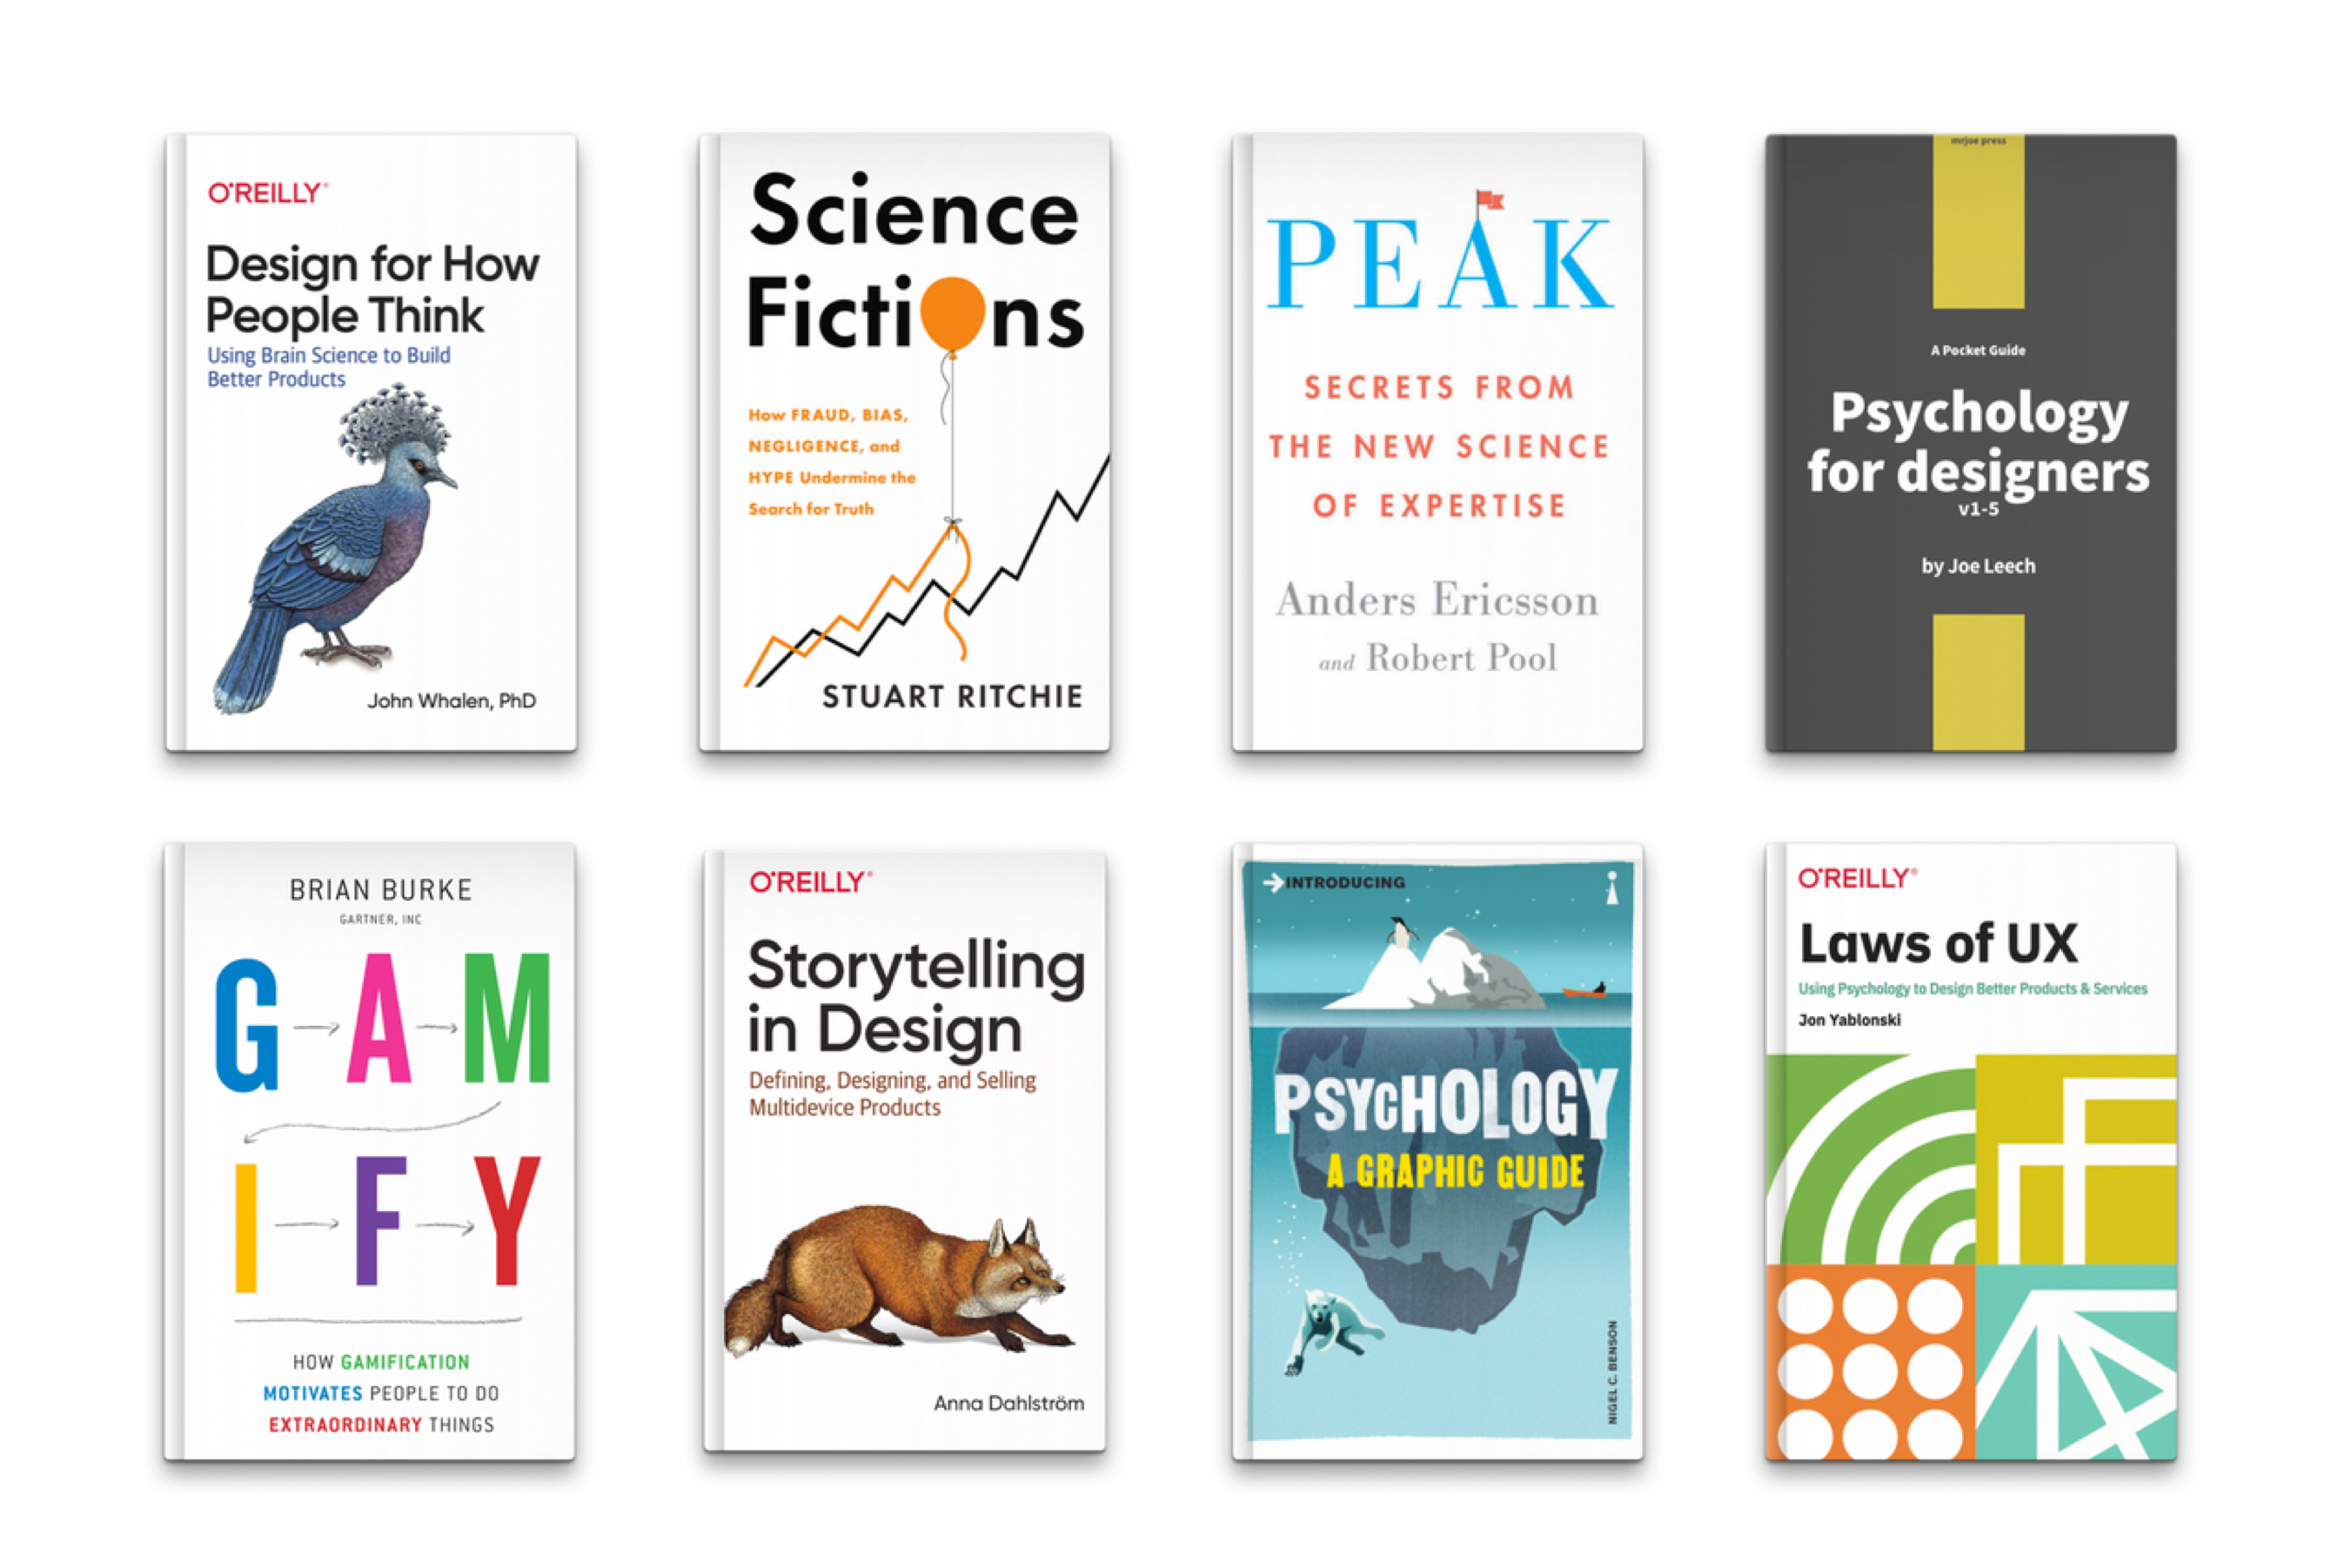 O'REILLY®
Design for How
People Think
Using Brain Science to Build
Better Products
John Whalen, PhD
Science
Fictions
How FRAUD, BIAS,
NEGLIGENCE, and
HYPE Undermine the
Search for Truth
STUART RITCHIE
PEAK
SECRETS FROM
THE NEW SCIENCE
OF EXPERTISE
Anders Ericsson
and Robert Pool
mrjoe press
A Pocket Guide
Psychology
for designers
v1-5
by Joe Leech
BRIAN BURKE
GARTNER, INC
GAM
IFY
HOW GAMIFICATION
MOTIVATES PEOPLE TO DO
EXTRAORDINARY THINGS
O'REILLY®
Storytelling
in Design
Defining, Designing, and Selling
Multidevice Products
Anna Dahlström
INTRODUCING
PSYCHOLOGY
A GRAPHIC GUIDE
NIGEL C. BENSON
O'REILLY®
Laws of UX
Using Psychology to Design Better Products & Services
Jon Yablonski